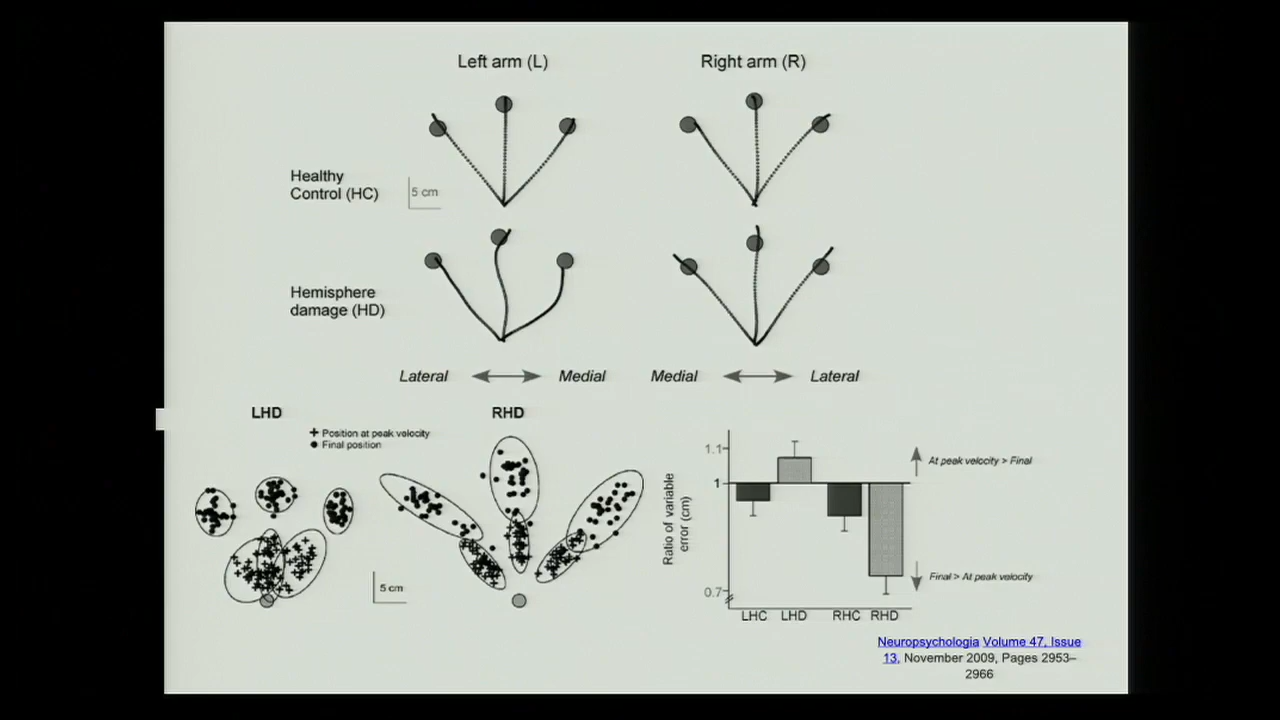 Left arm (L)
Right arm (R)
Healthy
Control (HC)
5 cm
Hemisphere
damage (HD)
Lateral
Medial
Medial
Lateral
LHD
RHD
Position at peak velocity
Final position
5 cm
Ratio of variable
error (cm)
1.1
1
0.7
At peak velocity > Final
Final > At peak velocity
LHC
LHD
RHC
RHD
Neuropsychologia Volume 47, Issue
13, November 2009, Pages 2953–
2966